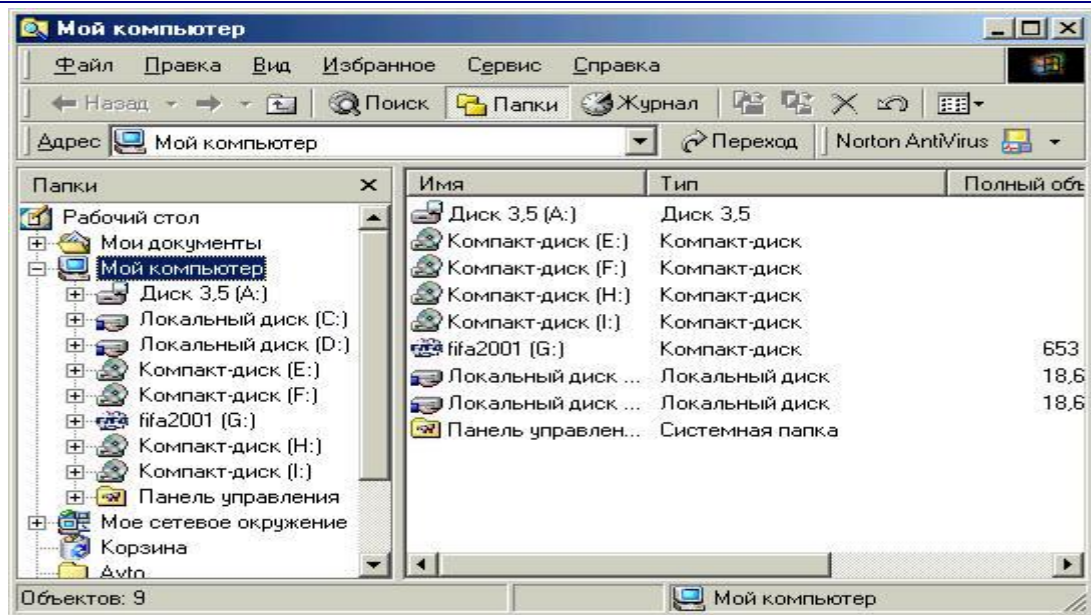 Мой компьютер
Файл Правка Вид Избранное Сервис Справка
Назад Поиск Папки Журнал
Адрес Мой компьютер Переход Norton AntiVirus
Папки
Рабочий стол
Мои документы
Мой компьютер
Диск 3,5 (A:)
Локальный диск (C:)
Локальный диск (D:)
Компакт-диск (E:)
Компакт-диск (F:)
fifa2001 (G:)
Компакт-диск (H:)
Компакт-диск (I:)
Панель управления
Мое сетевое окружение
Корзина
Avto
Имя Тип Полный объ
Диск 3,5 (A:) Диск 3,5
Компакт-диск (E:) Компакт-диск
Компакт-диск (F:) Компакт-диск
Компакт-диск (H:) Компакт-диск
Компакт-диск (I:) Компакт-диск
fifa2001 (G:) Компакт-диск 653
Локальный диск ... Локальный диск 18,6
Локальный диск ... Локальный диск 18,6
Панель управлен... Системная папка
Объектов: 9 Мой компьютер